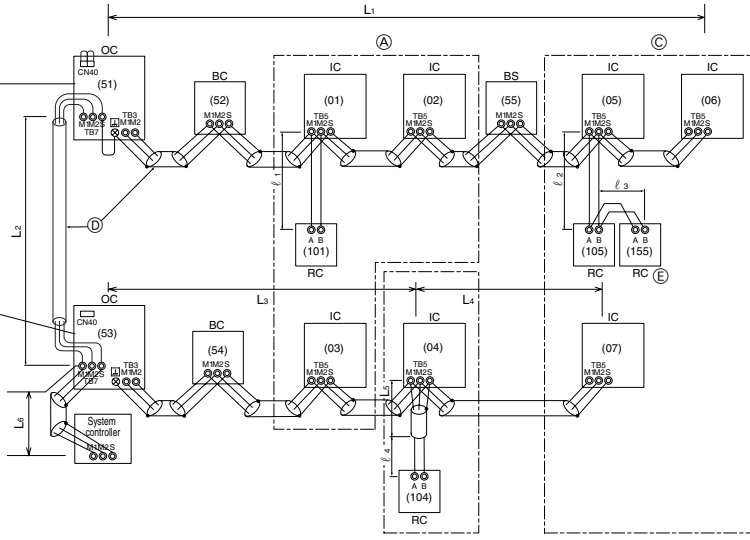 L1
OC
CN40
(51)
M1M2S
TB7
TB3
M1M2
BC
(52)
M1M2S
A
IC
(01)
TB5
M1M2S
IC
(02)
TB5
M1M2S
BS
(55)
M1M2S
C
IC
(05)
TB5
M1M2S
IC
(06)
TB5
M1M2S
L2
D
ℓ1
A B
(101)
RC
ℓ2
ℓ3
A B
(105)
RC
A B
(155)
RC
E
L3
L4
OC
CN40
(53)
M1M2S
TB7
TB3
M1M2
BC
(54)
M1M2S
IC
(03)
TB5
M1M2S
IC
(04)
TB5
M1M2S
IC
(07)
TB5
M1M2S
L5
L6
System
controller
M1M2S
ℓ4
A B
(104)
RC